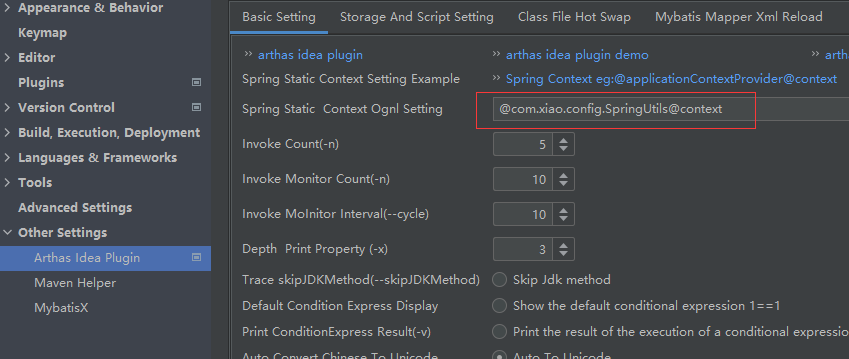 Appearance & Behavior
Keymap
Editor
Plugins
Version Control
Build, Execution, Deployment
Languages & Frameworks
Tools
Advanced Settings
Other Settings
Arthas Idea Plugin
Maven Helper
MybatisX
Basic Setting Storage And Script Setting Class File Hot Swap Mybatis Mapper Xml Reload
>> arthas idea plugin >> arthas idea plugin demo >> arth
Spring Static Context Setting Example >> Spring Context eg:@applicationContextProvider@context
Spring Static Context Ognl Setting @com.xiao.config.SpringUtils@context
Invoke Count(-n) 5
Invoke Monitor Count(-n) 10
Invoke MoInitor Interval(--cycle) 10
Depth Print Property (-x) 3
Trace skipJDKMethod(--skipJDKMethod) Skip Jdk method
Default Condition Express Display Show the default conditional expression 1==1
Print ConditionExpress Result(-v) Print the result of the execution of a conditional expression
Auto Convert Chinese To Unicode Auto To Unicode